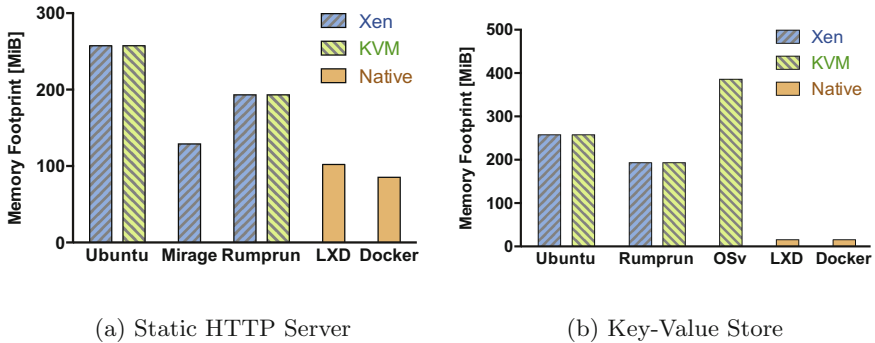 Memory Footprint [MiB]
300
200
100
0
Xen
KVM
Native
Ubuntu Mirage Rumprun LXD Docker
(a) Static HTTP Server
Memory Footprint [MiB]
500
400
300
200
100
0
Xen
KVM
Native
Ubuntu Rumprun OSv LXD Docker
(b) Key-Value Store